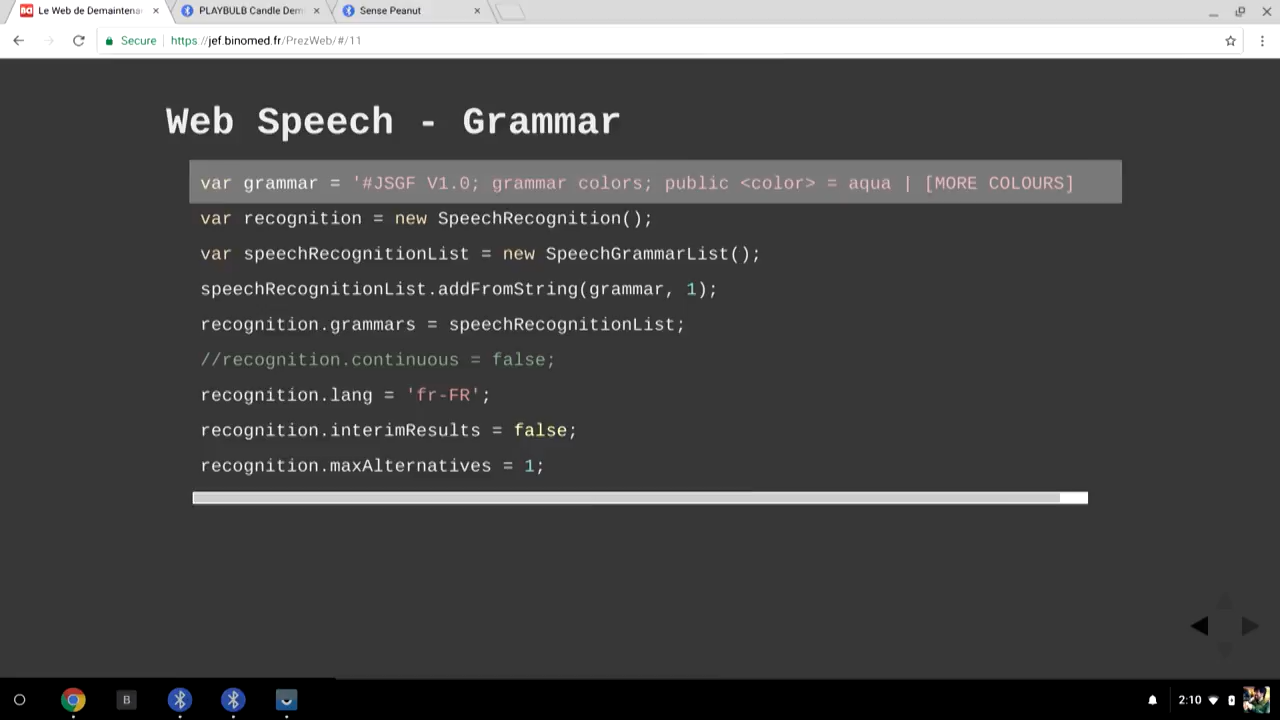 Le Web de Demaintena
PLAYBULB Candle Dem
Sense Peanut
Secure
https://jef.binomed.fr/PrezWeb/#/11
Web Speech - Grammar
var grammar = '#JSGF V1.0; grammar colors; public <color> = aqua | [MORE COLOURS]
var recognition = new SpeechRecognition();
var speechRecognitionList = new SpeechGrammarList();
speechRecognitionList.addFromString(grammar, 1);
recognition.grammars = speechRecognitionList;
//recognition.continuous = false;
recognition.lang = 'fr-FR';
recognition.interimResults = false;
recognition.maxAlternatives = 1;
B
2:10